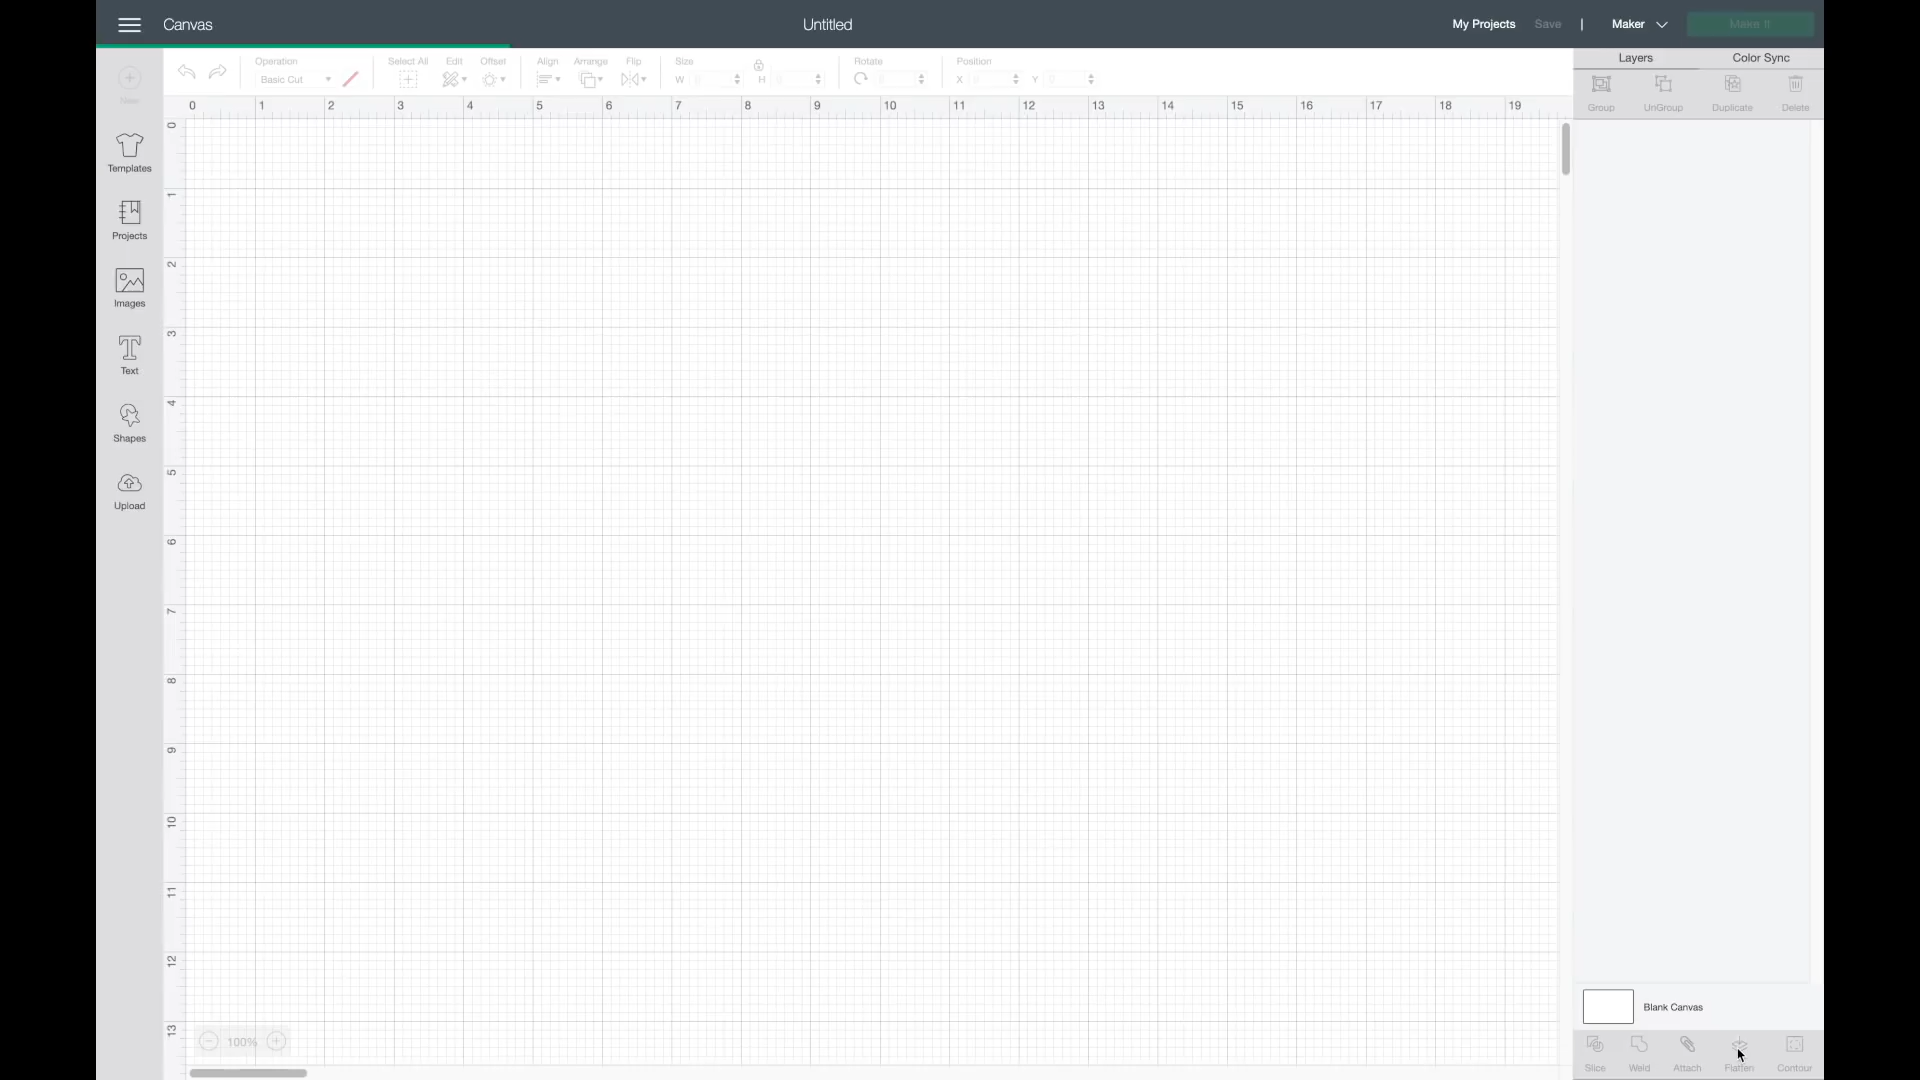 Canvas
Untitled
My Projects Save | Maker Make It
New
Templates
Projects
Images
Text
Shapes
Upload
Operation
Basic Cut
Select All Edit Offset
Align Arrange Flip
Size
W H
Rotate
Position
X Y 0
0 1 2 3 4 5 6 7 8 9 10 11 12 13 14 15 16 17 18 19
0
1
2
3
4
5
6
7
8
9
10
11
12
13
100%
Layers Color Sync
Group UnGroup Duplicate Delete
Blank Canvas
Slice Weld Attach Flatten Contour